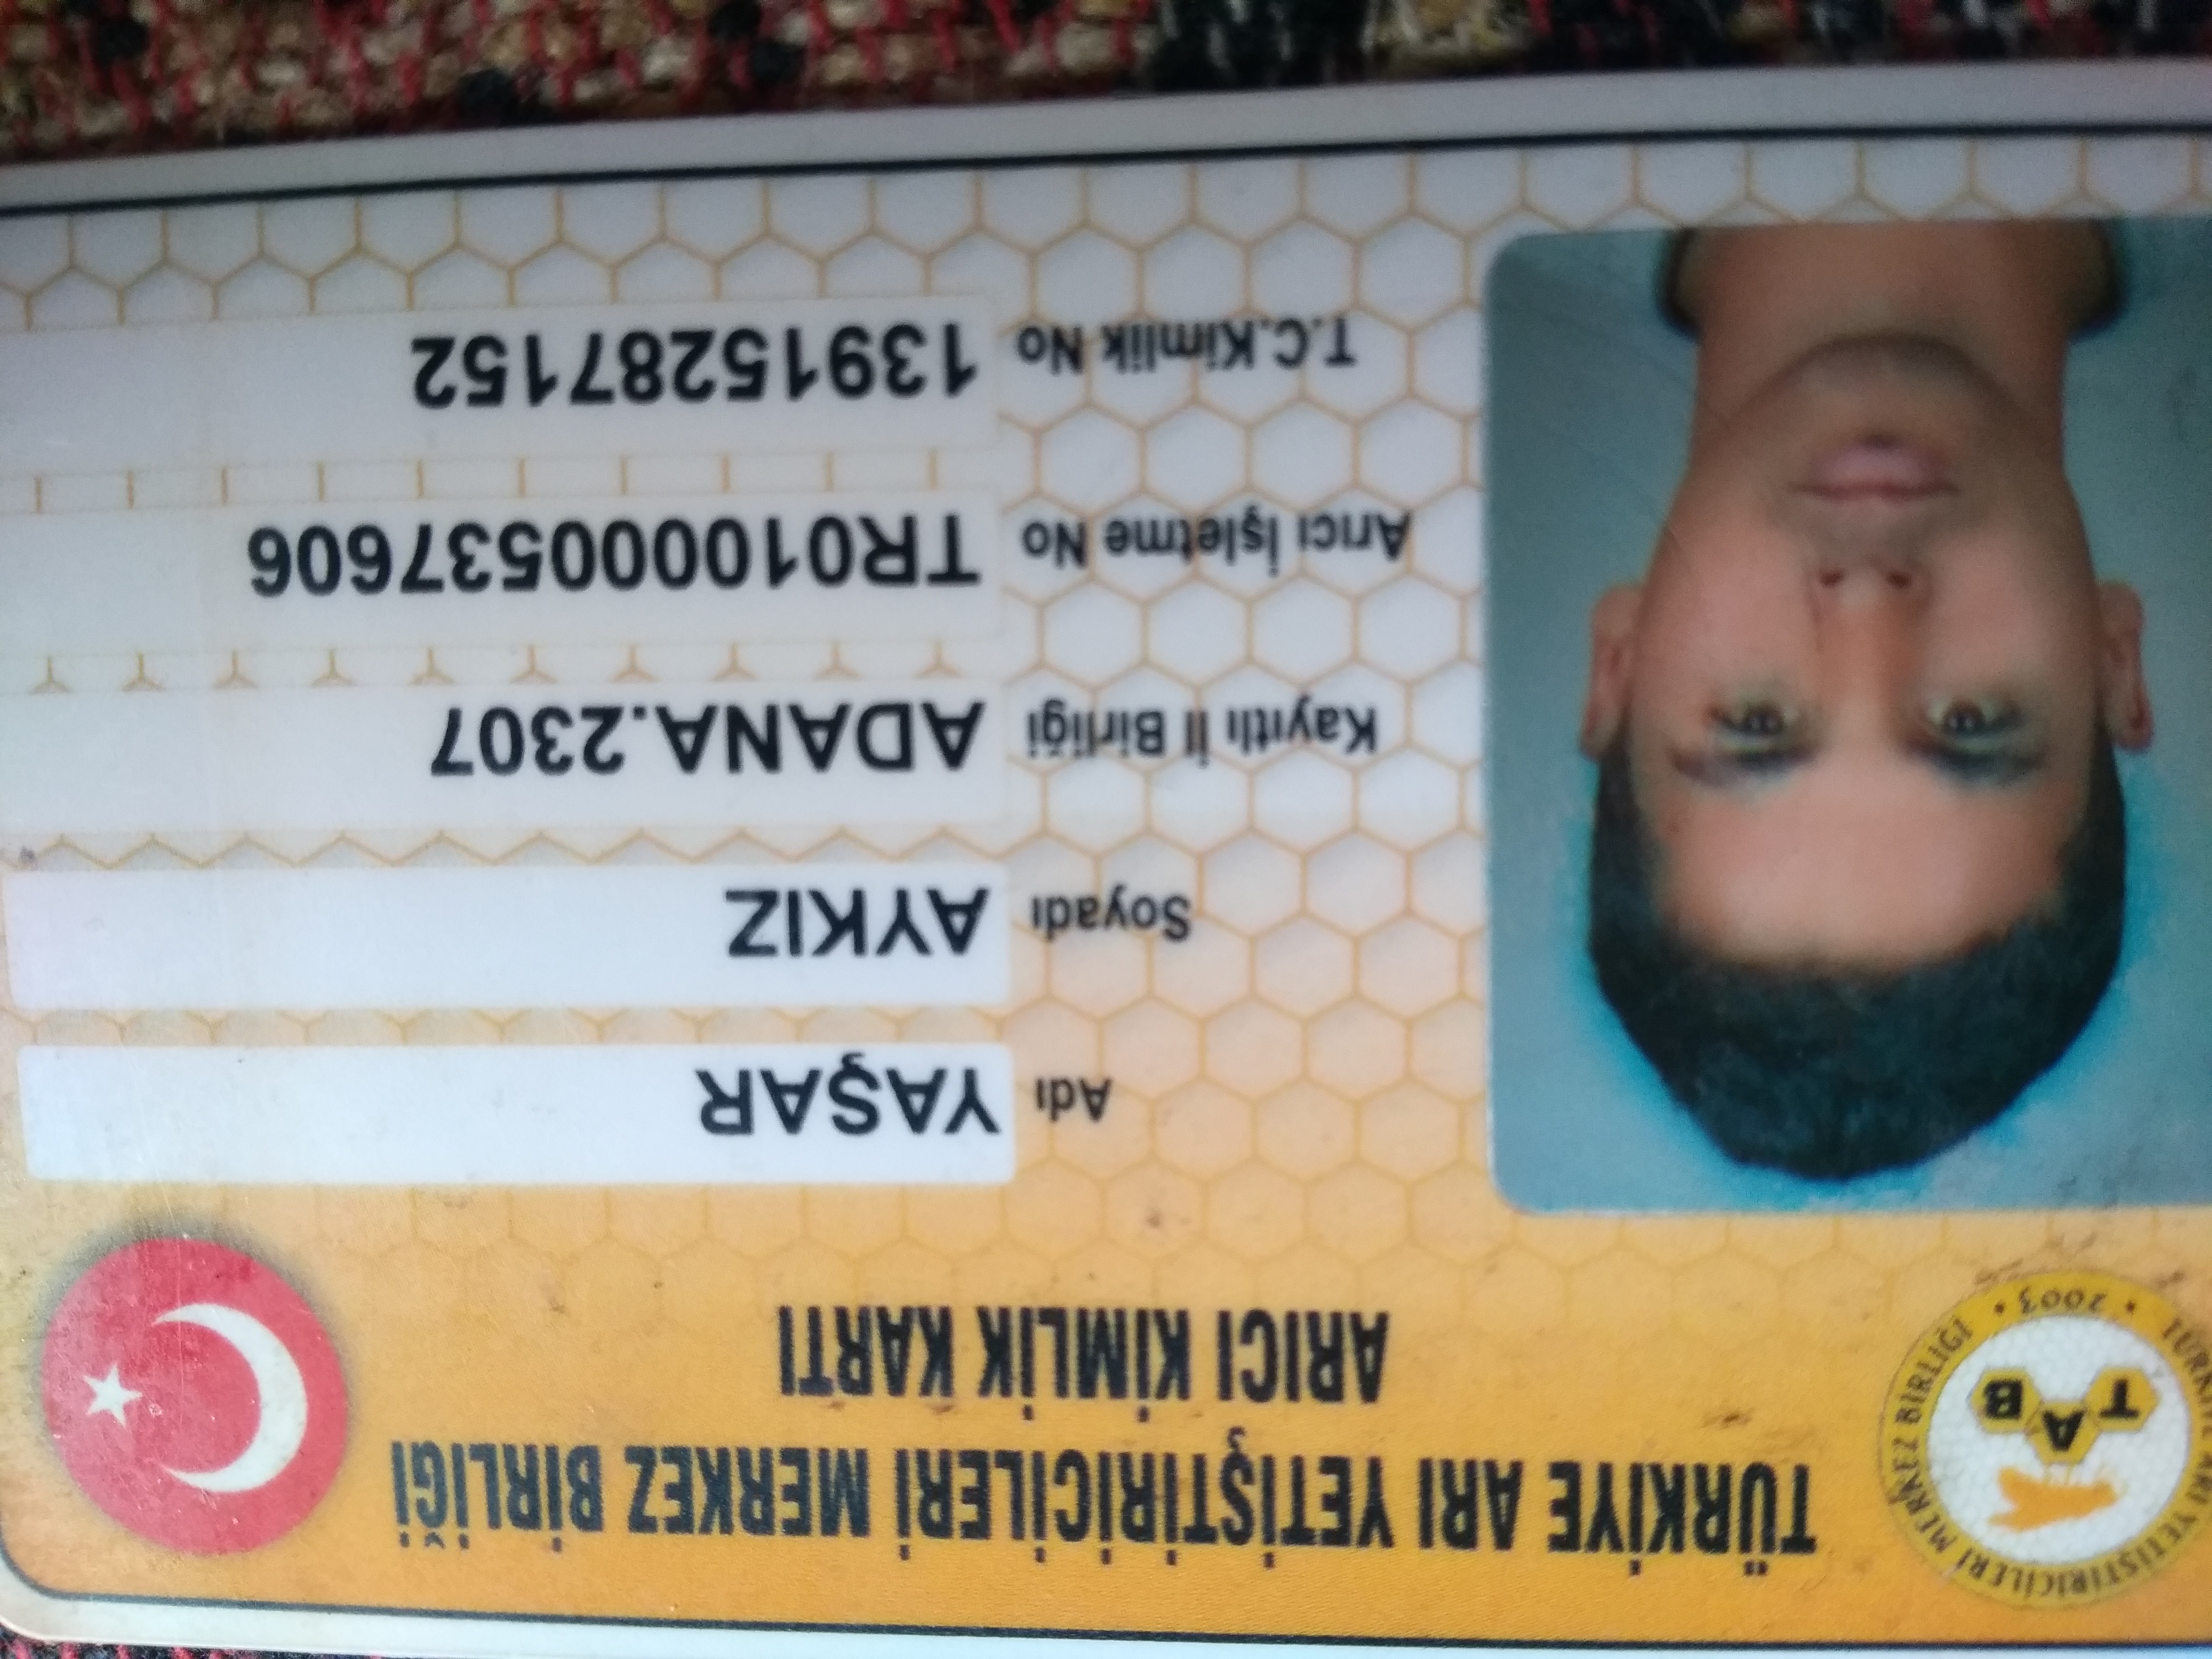 TÜRKİYE ARI YETİŞTİRİCİLERİ MERKEZ BİRLİĞİ
ARICI KİMLİK KARTI
TÜRKİYE ARI YETİŞTİRİCİLERİ MERKEZ BİRLİĞİ
• 2003 •
TAB
Adı YAŞAR
Soyadı AYKIZ
Kayıtlı İl Birliği ADANA.2307
Arıcı İşletme No TR0100000537606
T.C.Kimlik No 13915287152